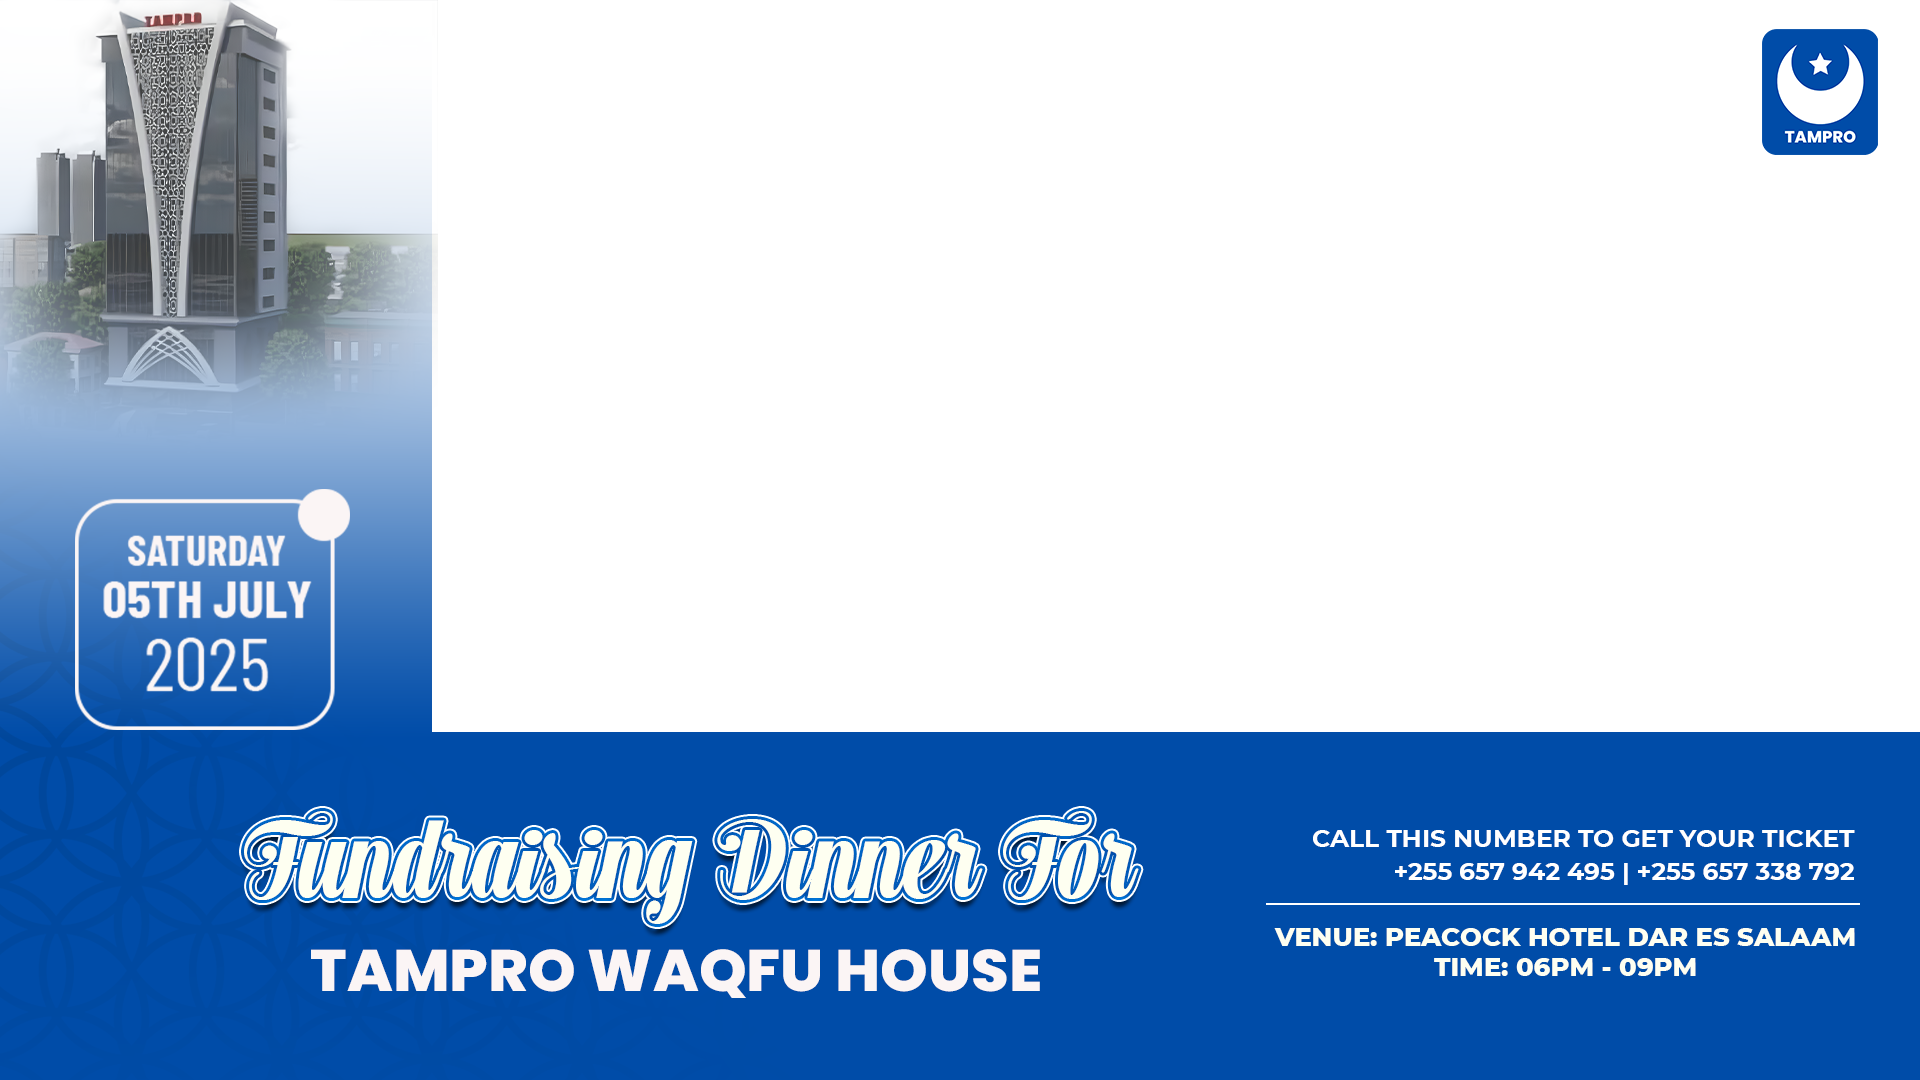 TAMPRO
TAMPRO
SATURDAY
05TH JULY
2025
Fundraising Dinner For
TAMPRO WAQFU HOUSE
CALL THIS NUMBER TO GET YOUR TICKET
+255 657 942 495 | +255 657 338 792
VENUE: PEACOCK HOTEL DAR ES SALAAM
TIME: 06PM - 09PM